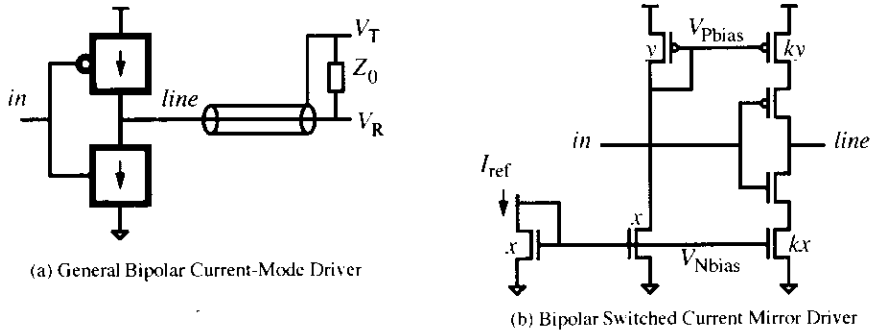 in
line
V_T
Z_0
V_R
(a) General Bipolar Current-Mode Driver
V_Pbias
y
ky
in
line
I_ref
x
x
V_Nbias
kx
(b) Bipolar Switched Current Mirror Driver